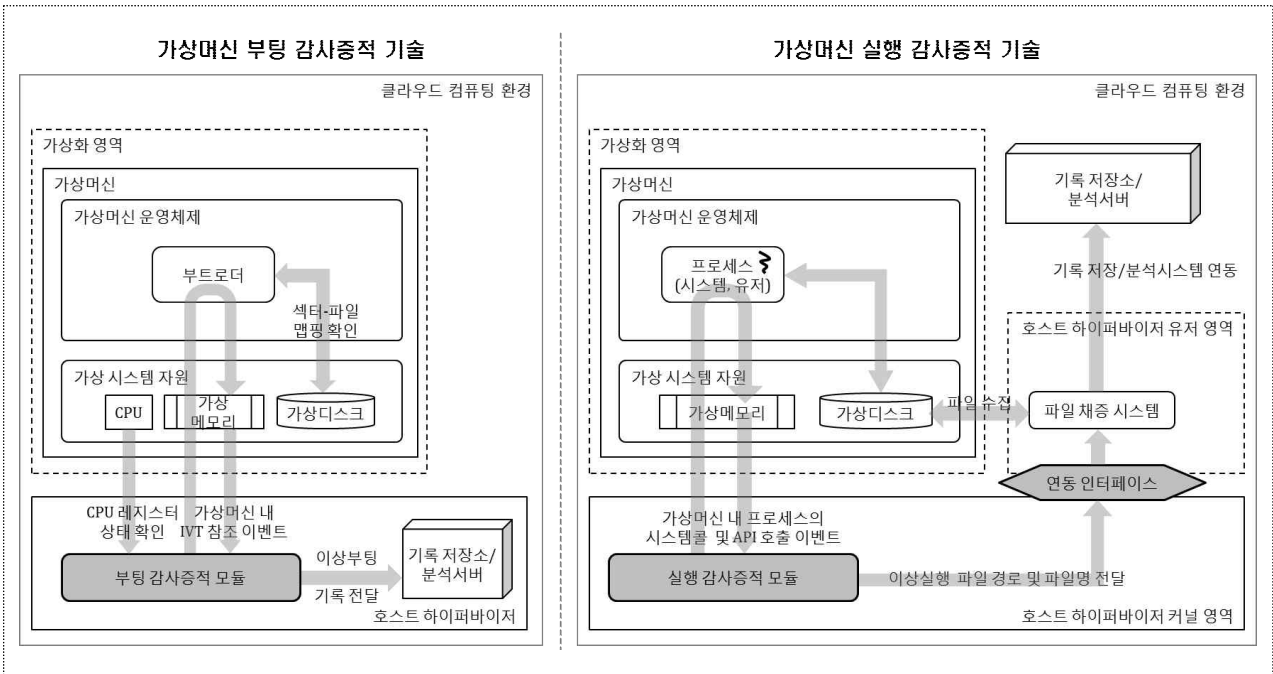 가상머신 부팅 감사증적 기술
클라우드 컴퓨팅 환경
가상화 영역
가상머신
가상머신 운영체제
부트로더
섹터-파일
맵핑 확인
가상 시스템 자원
CPU
가상
메모리
가상디스크
CPU 레지스터
상태 확인
가상머신 내
IVT 참조 이벤트
부팅 감사증적 모듈
이상부팅
기록 전달
기록 저장소/
분석서버
호스트 하이퍼바이저
가상머신 실행 감사증적 기술
클라우드 컴퓨팅 환경
가상화 영역
가상머신
가상머신 운영체제
프로세스
(시스템, 유저)
가상 시스템 자원
가상메모리
가상디스크
파일 수집
기록 저장소/
분석서버
기록 저장/분석시스템 연동
호스트 하이퍼바이저 유저 영역
파일 채증 시스템
연동 인터페이스
가상머신 내 프로세스의
시스템콜 및 API 호출 이벤트
실행 감사증적 모듈
이상실행 파일 경로 및 파일명 전달
호스트 하이퍼바이저 커널 영역